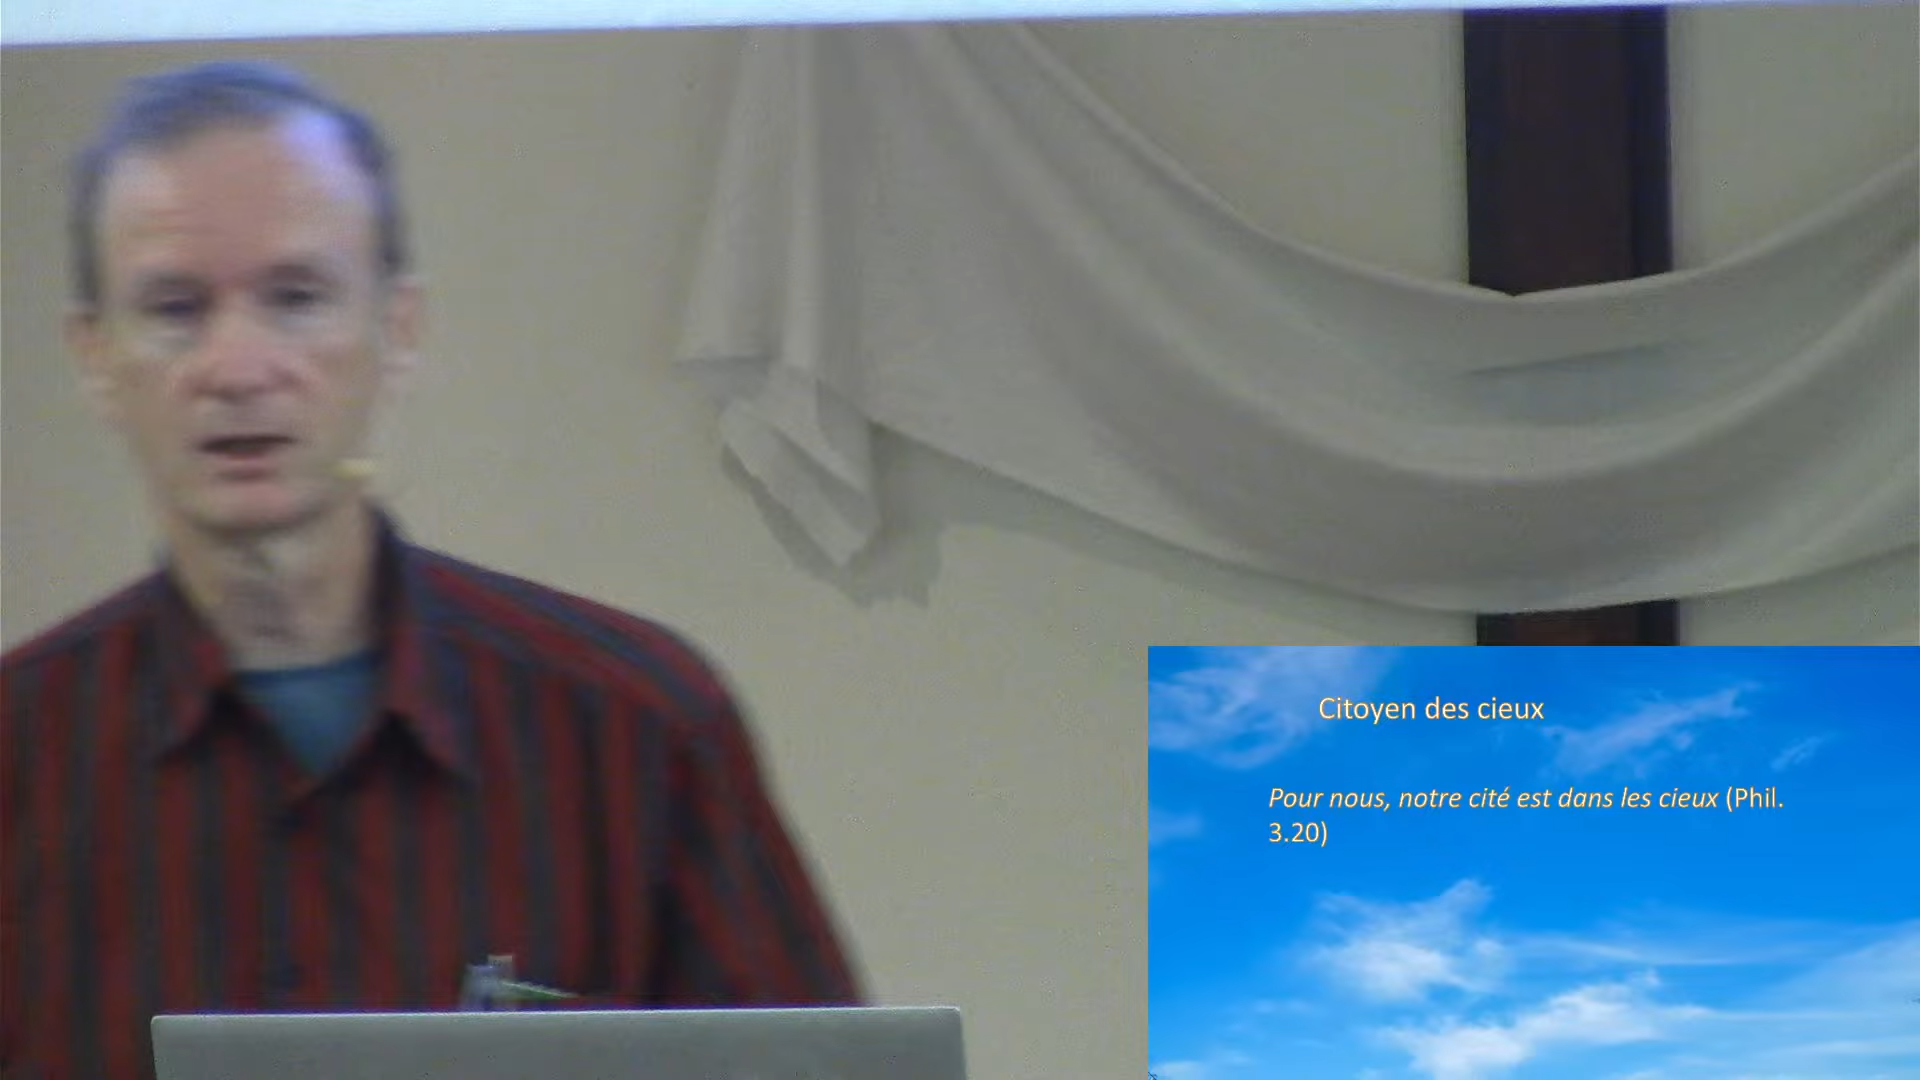 Citoyen des cieux
Pour nous, notre cité est dans les cieux (Phil.
3.20)